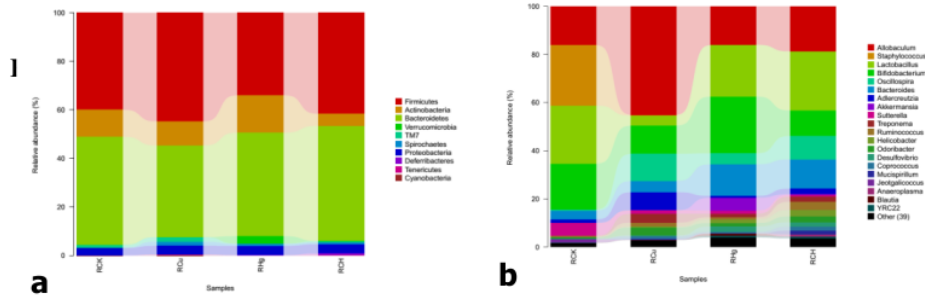 ]
100
80
60
40
20
0
Relative abundance (%)
RCK
RCu
RHg
RCH
Samples
Firmicutes
Actinobacteria
Bacteroidetes
Verrucomicrobia
TM7
Spirochaetes
Proteobacteria
Deferribacteres
Tenericutes
Cyanobacteria
a
100
80
60
40
20
0
Relative abundance (%)
RCK
RCu
RHg
RCH
Samples
Allobaculum
Staphylococcus
Lactobacillus
Bifidobacterium
Oscillospira
Bacteroides
Adlercreutzia
Akkermansia
Sutterella
Treponema
Ruminococcus
Helicobacter
Odoribacter
Desulfovibrio
Coprococcus
Mucispirillum
Jeotgalicoccus
Anaeroplasma
Blautia
YRC22
Other (39)
b